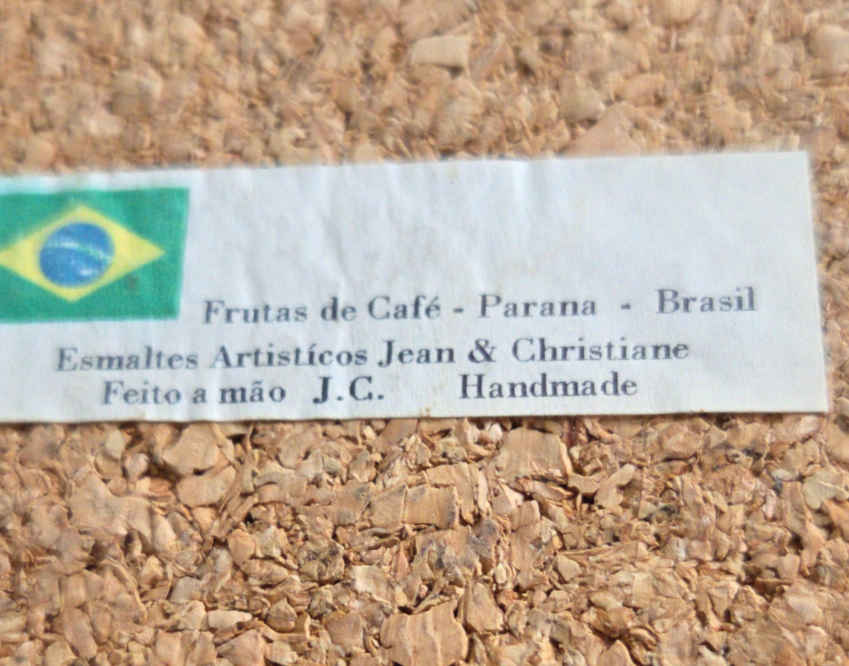 Frutas de Café - Parana - Brasil
Esmaltes Artistícos Jean & Christiane
Feito a mão J.C. Handmade